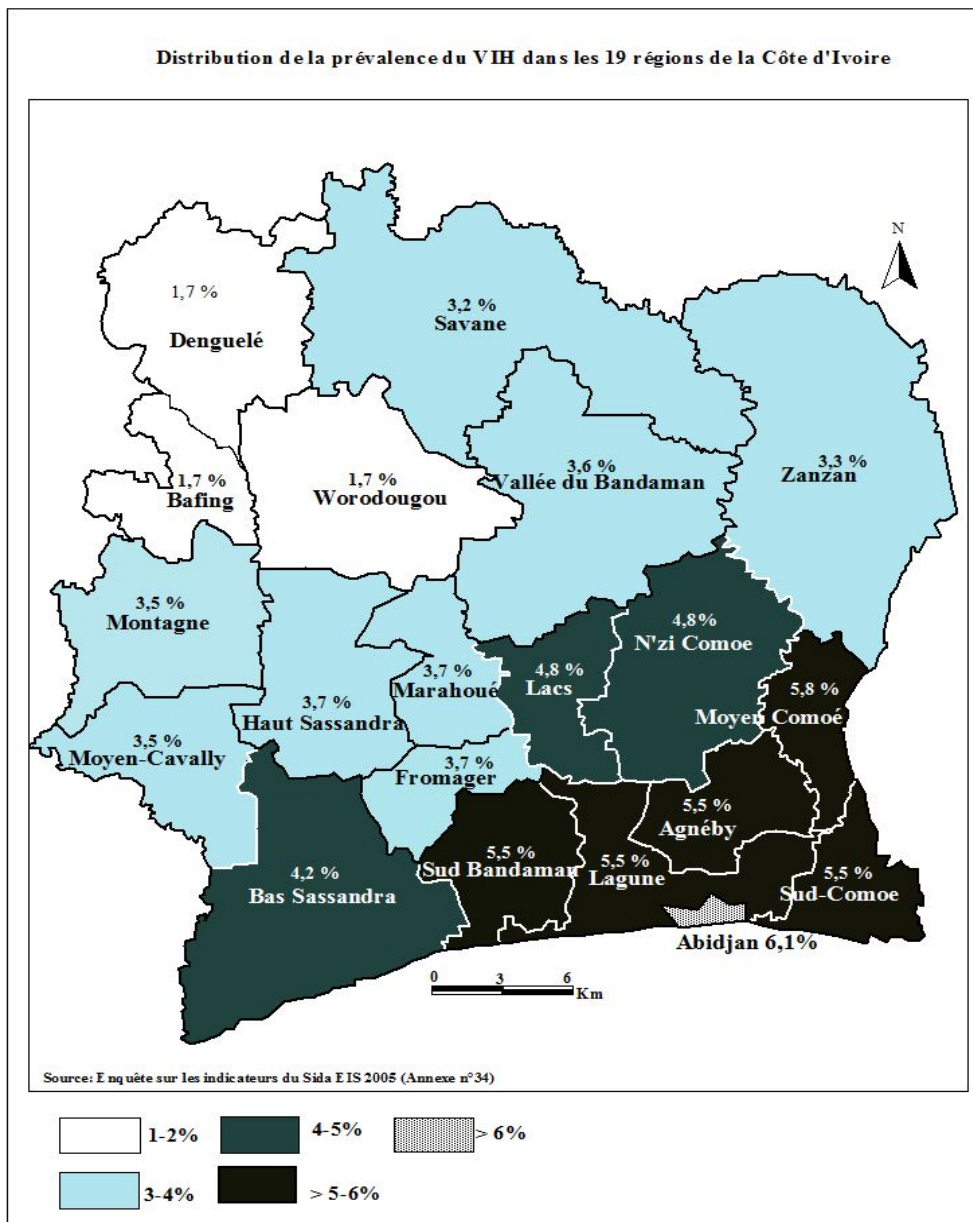 Distribution de la prévalence du VIH dans les 19 régions de la Côte d'Ivoire
N
1,7 %
Denguelé
3,2 %
Savane
3,3 %
Zanzan
1,7 %
Bafing
1,7 %
Worodougou
3,6 %
Vallée du Bandaman
3,5 %
Montagne
4,8%
N'zi Comoe
4,8 %
Lacs
3,7 %
Marahoué
3,7 %
Haut Sassandra
5,8 %
Moyen Comoé
3,5 %
Moyen-Cavally
3,7 %
Fromager
5,5 %
Agnéby
5,5 %
Sud Bandaman
5,5 %
Lagune
5,5 %
Sud-Comoe
4,2 %
Bas Sassandra
Abidjan 6,1%
0 3 6
Km
Source: Enquête sur les indicateurs du Sida EIS 2005 (Annexe n°34)
1-2% 4-5% > 6%
3-4% > 5-6%